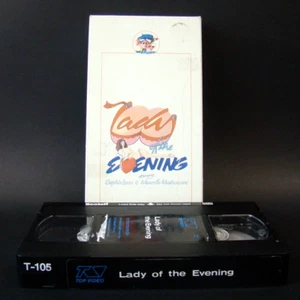 Lady
of the
EVENING
Lady of
the Evening
T-105
TOP VIDEO
Lady of the Evening